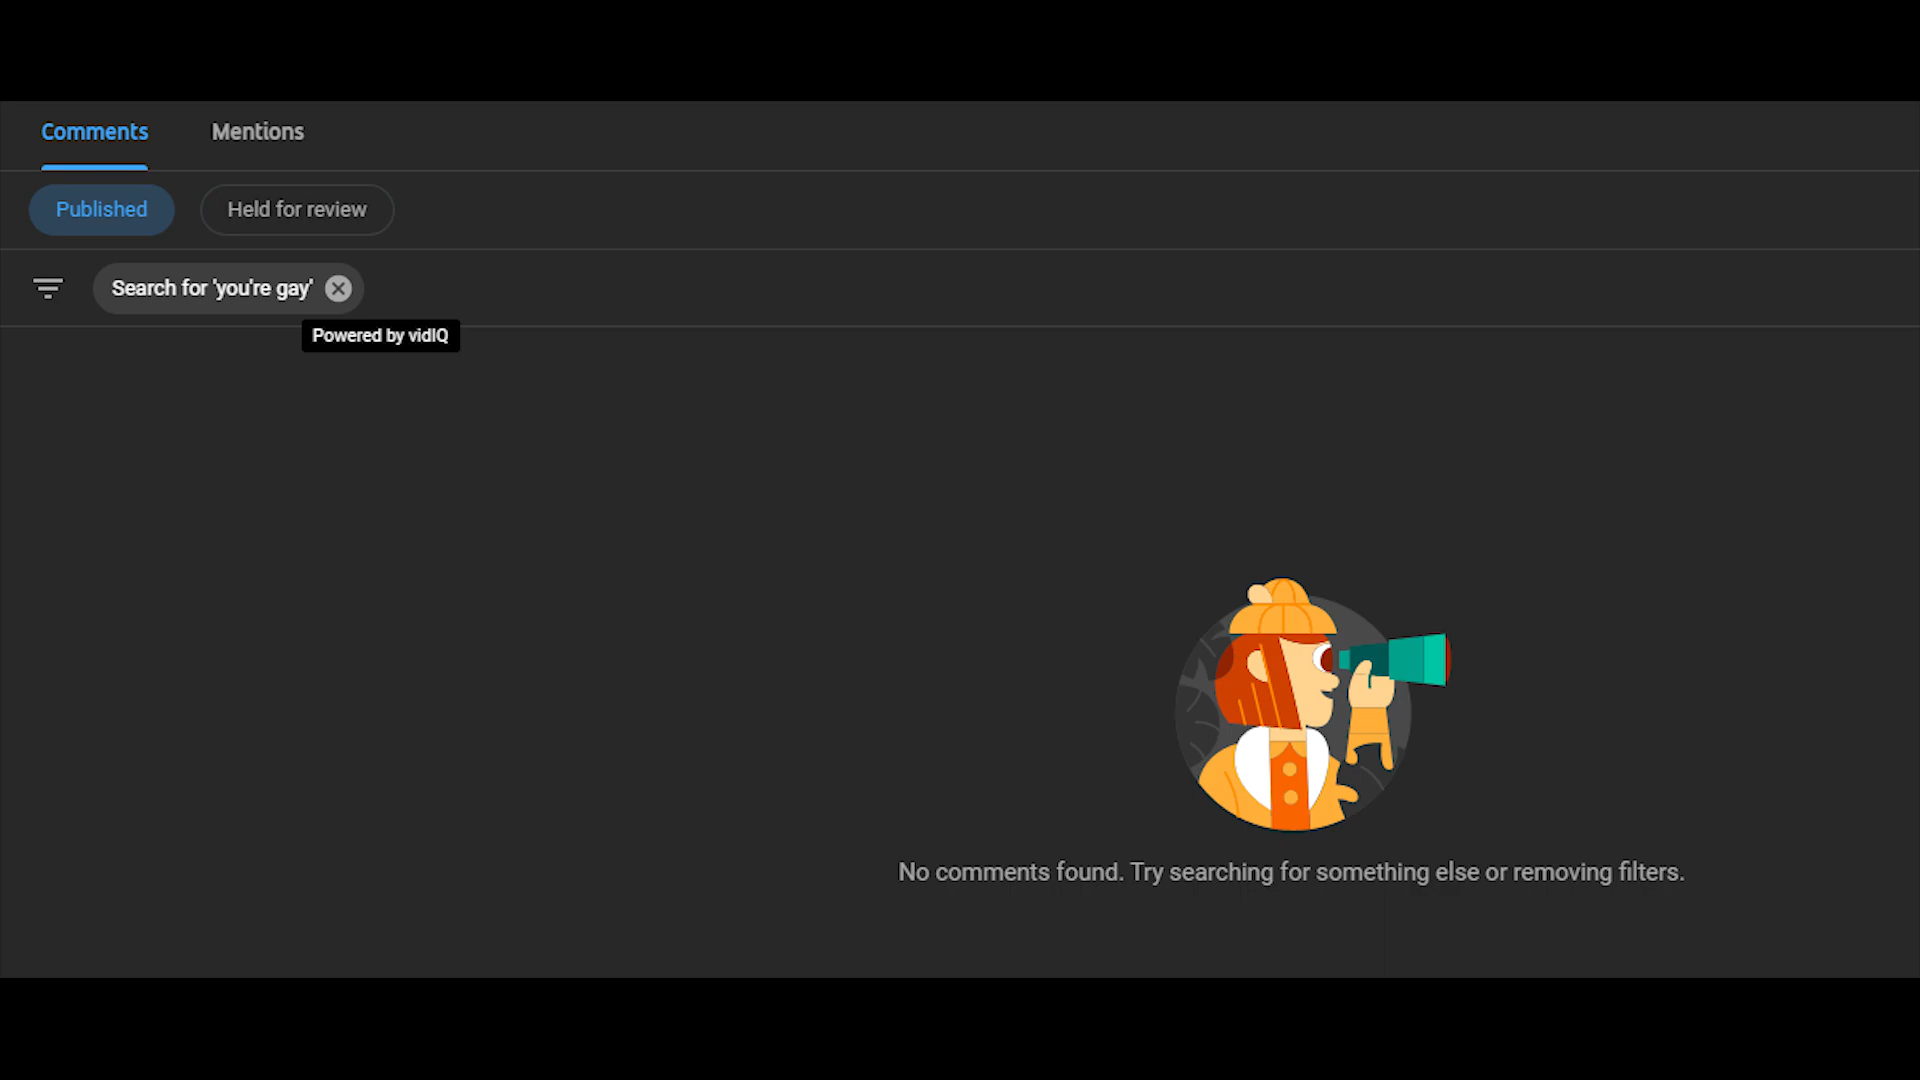 Comments
Mentions
Published
Held for review
Search for 'you're gay'
Powered by vidIQ
No comments found. Try searching for something else or removing filters.